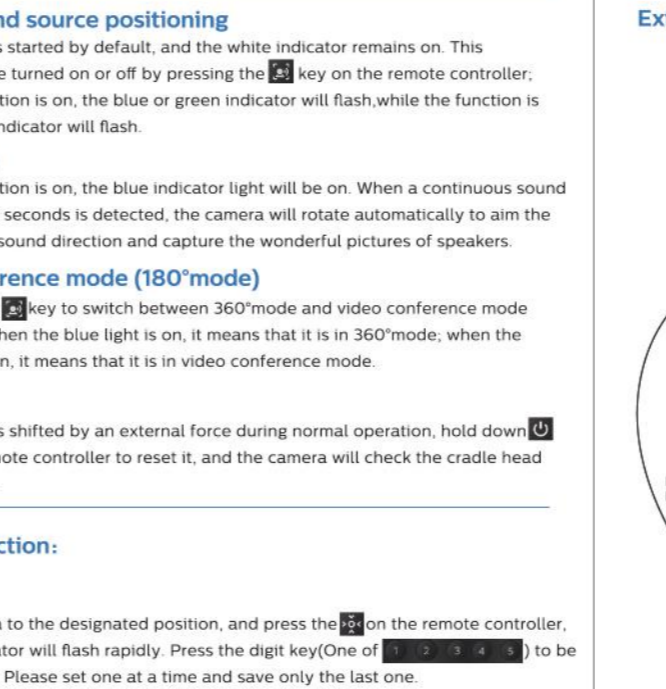 nd source positioning
s started by default, and the white indicator remains on. This
e turned on or off by pressing the key on the remote controller;
tion is on, the blue or green indicator will flash,while the function is
ndicator will flash.
tion is on, the blue indicator light will be on. When a continuous sound
seconds is detected, the camera will rotate automatically to aim the
sound direction and capture the wonderful pictures of speakers.
rence mode (180°mode)
key to switch between 360°mode and video conference mode
hen the blue light is on, it means that it is in 360°mode; when the
n, it means that it is in video conference mode.
s shifted by an external force during normal operation, hold down
ote controller to reset it, and the camera will check the cradle head
ction:
to the designated position, and press the on the remote controller,
tor will flash rapidly. Press the digit key(One of 1 2 3 4 5 ) to be
Please set one at a time and save only the last one.
Ex